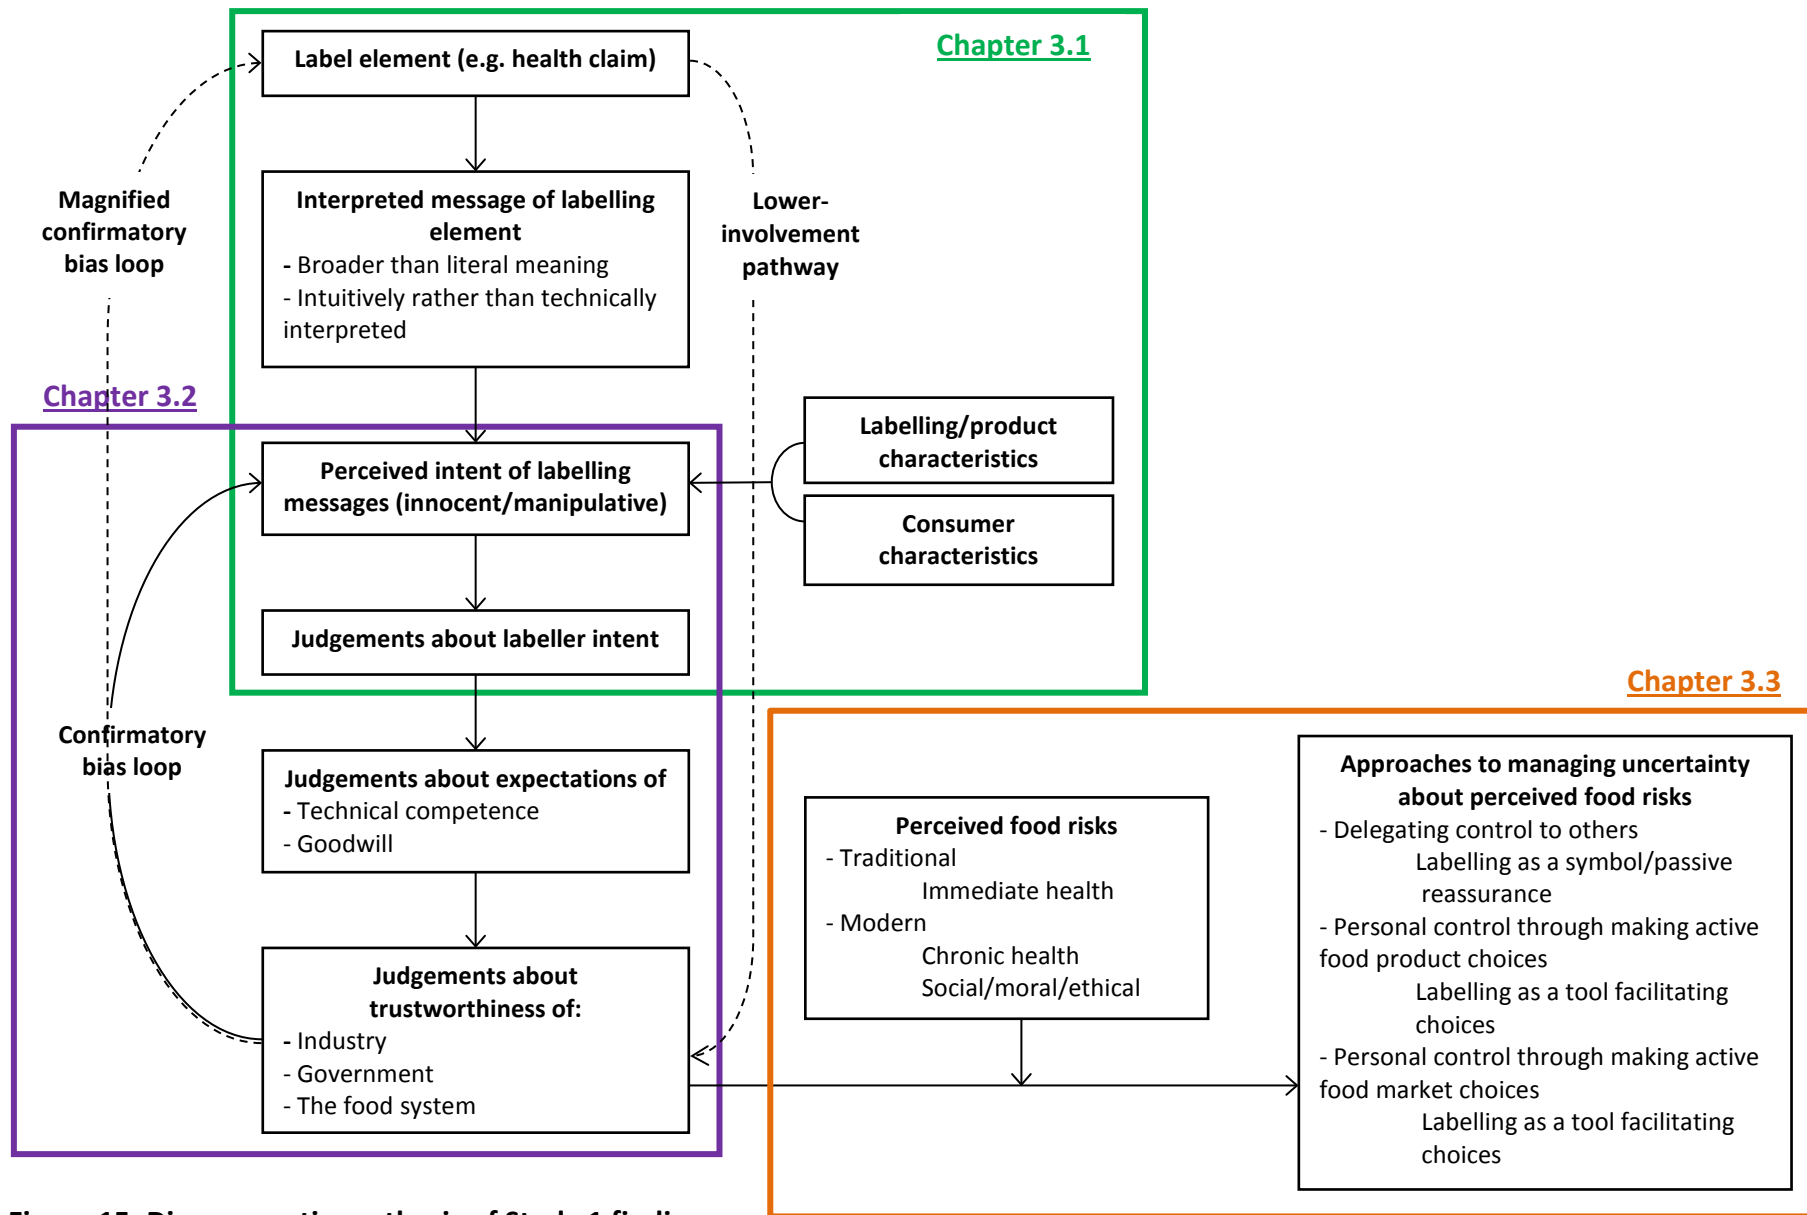 Chapter 3.1
Label element (e.g. health claim)
Interpreted message of labelling
element
- Broader than literal meaning
- Intuitively rather than technically
interpreted
Magnified
confirmatory
bias loop
Lower-
involvement
pathway
Chapter 3.2
Labelling/product
characteristics
Perceived intent of labelling
messages (innocent/manipulative)
Consumer
characteristics
Judgements about labeller intent
Chapter 3.3
Confirmatory
bias loop
Judgements about expectations of
- Technical competence
- Goodwill
Judgements about
trustworthiness of:
- Industry
- Government
- The food system
Perceived food risks
- Traditional
Immediate health
- Modern
Chronic health
Social/moral/ethical
Approaches to managing uncertainty
about perceived food risks
- Delegating control to others
Labelling as a symbol/passive
reassurance
- Personal control through making active
food product choices
Labelling as a tool facilitating
choices
- Personal control through making active
food market choices
Labelling as a tool facilitating
choices